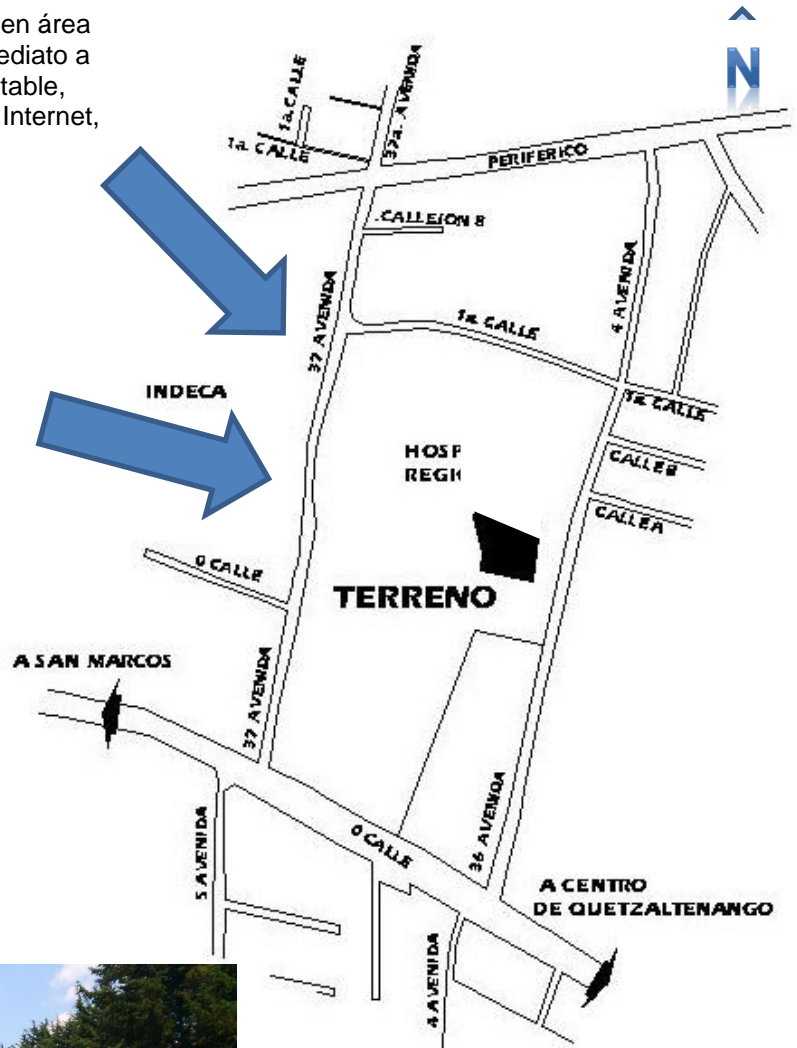 en área
ediato a
table,
Internet,
N
1a. CALLE
37a. AVENIDA
1a. CALLE
PERIFERICO
.CALLEJON 8
37 AVENIDA
4 AVENIDA
1a. CALLE
INDECA
1a. CALLE
HOSP
REGI
CALLE B
CALLE A
0 CALLE
TERRENO
A SAN MARCOS
37 AVENIDA
5 AVENIDA
0 CALLE
36 AVENIDA
A CENTRO
DE QUETZALTENANGO
4 AVENIDA